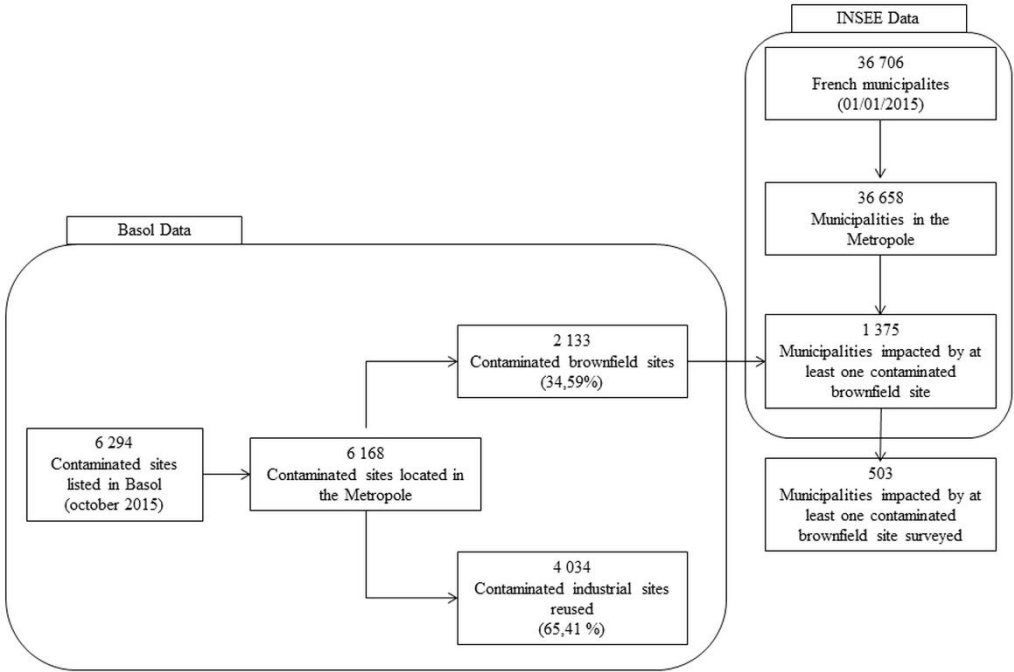 INSEE Data
36 706
French municipalites
(01/01/2015)
36 658
Municipalities in the
Metropole
Basol Data
2 133
Contaminated brownfield sites
(34,59%)
1 375
Municipalities impacted by at
least one contaminated
brownfield site
6 294
Contaminated sites
listed in Basol
(october 2015)
6 168
Contaminated sites located in
the Metropole
503
Municipalities impacted by at
least one contaminated
brownfield site surveyed
4 034
Contaminated industrial sites
reused
(65,41 %)